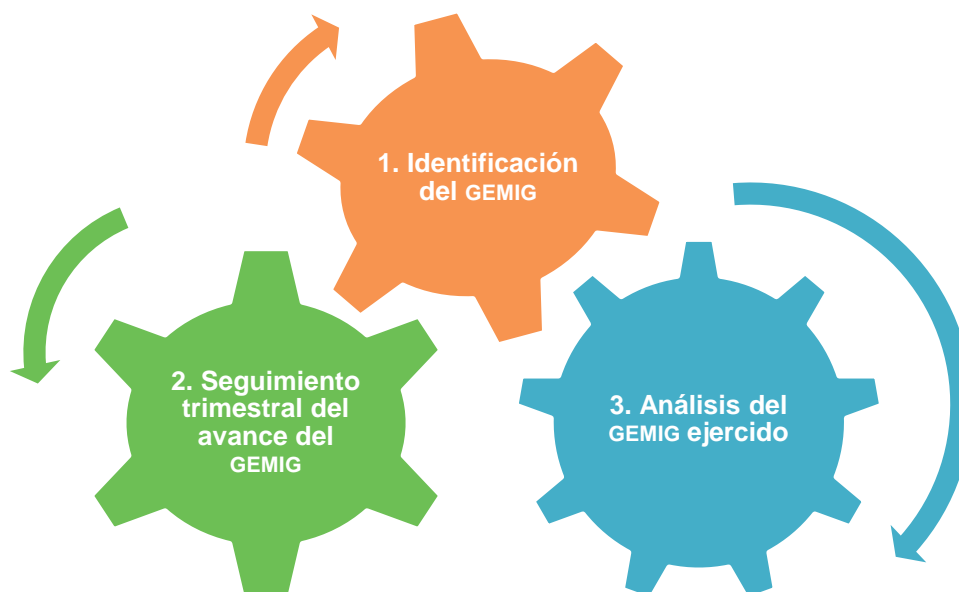 1. Identificación
del GEMIG
2. Seguimiento
trimestral del
avance del
GEMIG
3. Análisis del
GEMIG ejercido